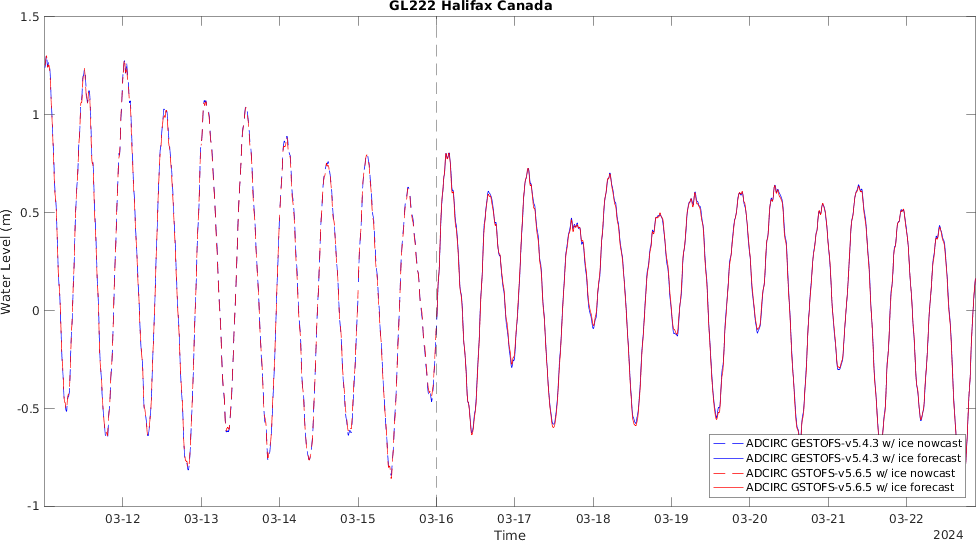 GL222 Halifax Canada
1.5
1
0.5
0
-0.5
-1
Water Level (m)
ADCIRC GESTOFS-v5.4.3 w/ ice nowcast
ADCIRC GESTOFS-v5.4.3 w/ ice forecast
ADCIRC GSTOFS-v5.6.5 w/ ice nowcast
ADCIRC GSTOFS-v5.6.5 w/ ice forecast
03-12 03-13 03-14 03-15 03-16 03-17 03-18 03-19 03-20 03-21 03-22
Time
2024